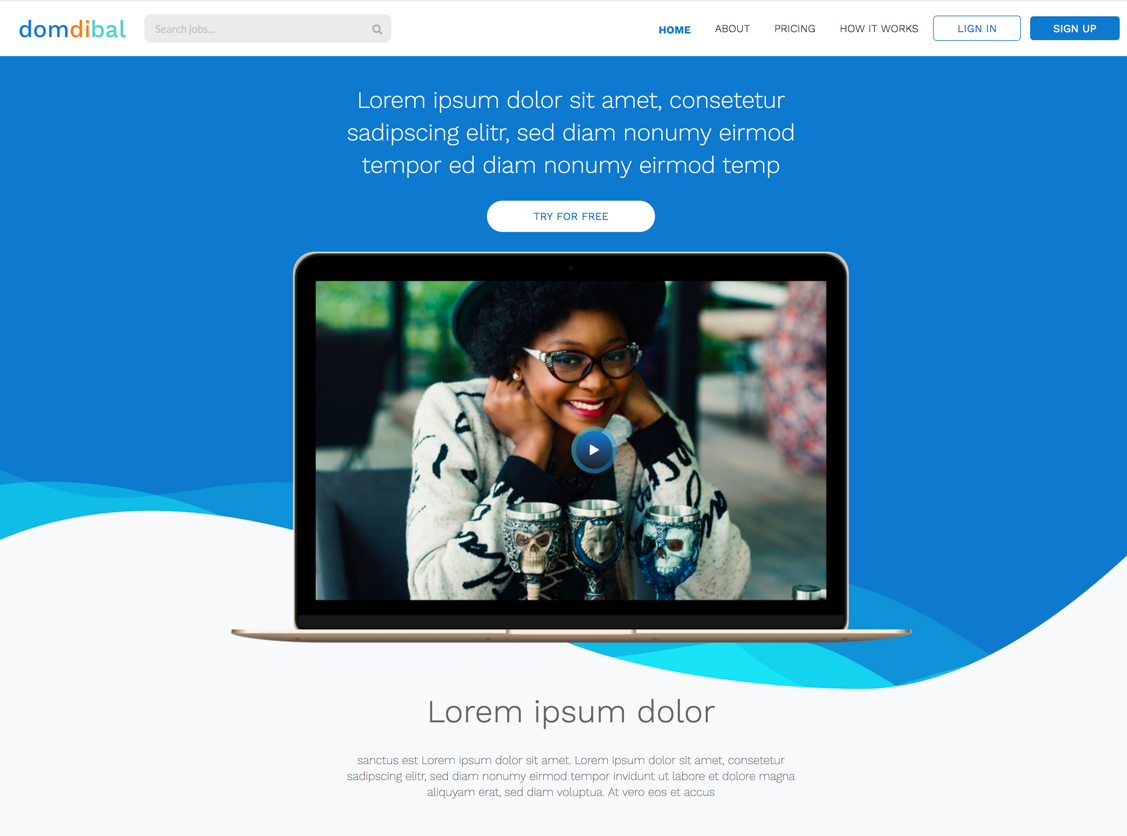 domdibal
Search jobs...
HOME
ABOUT
PRICING
HOW IT WORKS
LIGN IN
SIGN UP
Lorem ipsum dolor sit amet, consetetur
sadipscing elitr, sed diam nonumy eirmod
tempor ed diam nonumy eirmod temp
TRY FOR FREE
Lorem ipsum dolor
sanctus est Lorem ipsum dolor sit amet. Lorem ipsum dolor sit amet, consetetur
sadipscing elitr, sed diam nonumy eirmod tempor invidunt ut labore et dolore magna
aliquyam erat, sed diam voluptua. At vero eos et accus